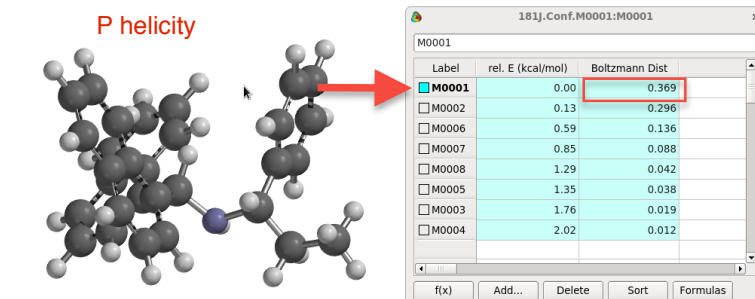 P helicity
181J.Conf.M0001:M0001
M0001
Label rel. E (kcal/mol) Boltzmann Dist
M0001 0.00 0.369
M0002 0.13 0.296
M0006 0.59 0.136
M0007 0.85 0.088
M0008 1.29 0.042
M0005 1.35 0.038
M0003 1.76 0.019
M0004 2.02 0.012
f(x) Add... Delete Sort Formulas